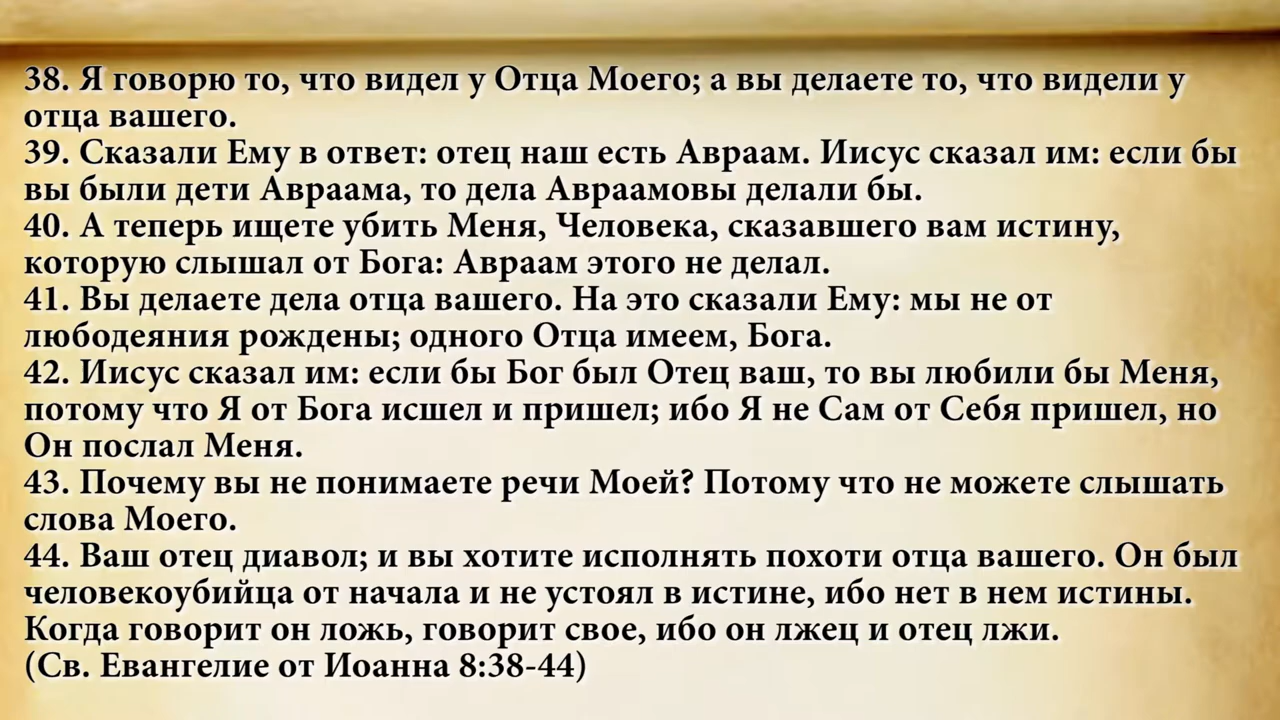 38. Я говорю то, что видел у Отца Моего; а вы делаете то, что видели у
отца вашего.
39. Сказали Ему в ответ: отец наш есть Авраам. Иисус сказал им: если бы
вы были дети Авраама, то дела Авраамовы делали бы.
40. А теперь ищете убить Меня, Человека, сказавшего вам истину,
которую слышал от Бога: Авраам этого не делал.
41. Вы делаете дела отца вашего. На это сказали Ему: мы не от
любодеяния рождены; одного Отца имеем, Бога.
42. Иисус сказал им: если бы Бог был Отец ваш, то вы любили бы Меня,
потому что Я от Бога исшел и пришел; ибо Я не Сам от Себя пришел, но
Он послал Меня.
43. Почему вы не понимаете речи Моей? Потому что не можете слышать
слова Моего.
44. Ваш отец диавол; и вы хотите исполнять похоти отца вашего. Он был
человекоубийца от начала и не устоял в истине, ибо нет в нем истины.
Когда говорит он ложь, говорит свое, ибо он лжец и отец лжи.
(Св. Евангелие от Иоанна 8:38-44)